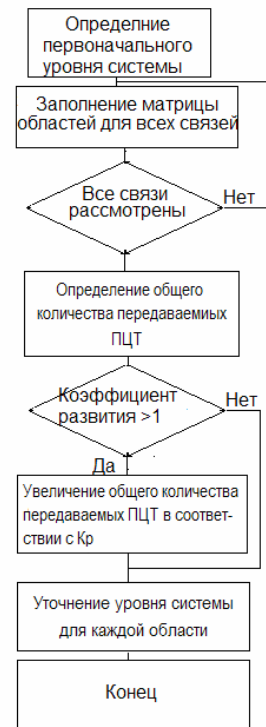 Определние
первоначального
уровня системы
Заполнение матрицы
областей для всех связей
Все связи
рассмотрены
Нет
Определение общего
количества передаваемиых
ПЦТ
Коэффициент
развития >1
Нет
Да
Увеличение общего количества
передаваемых ПЦТ в соответ-
ствии с Кр
Уточнение уровня системы
для каждой области
Конец